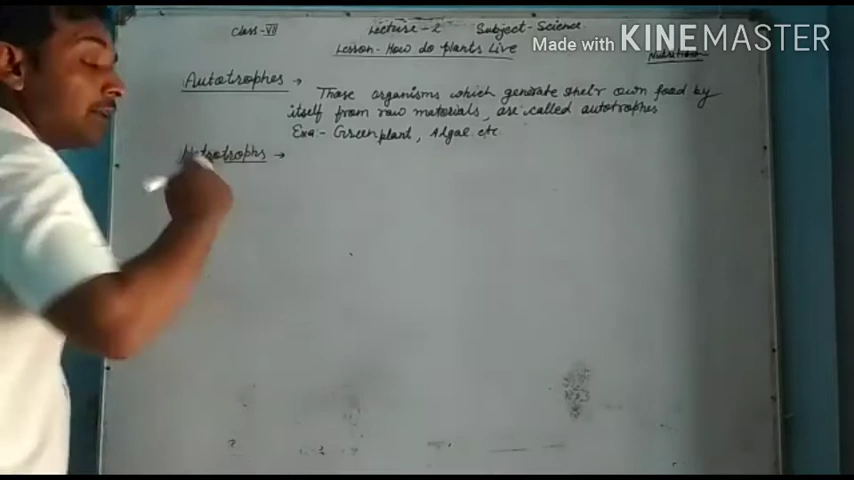 Class-VII Lecture-2 Subject-Science
Lesson-How do plants Live
Made with KINEMASTER
Nutrition
Autotrophes →
Those organisms which generate their own food by
itself from raw materials, are called autotrophes
Exa:- Green plant, Algae etc
→